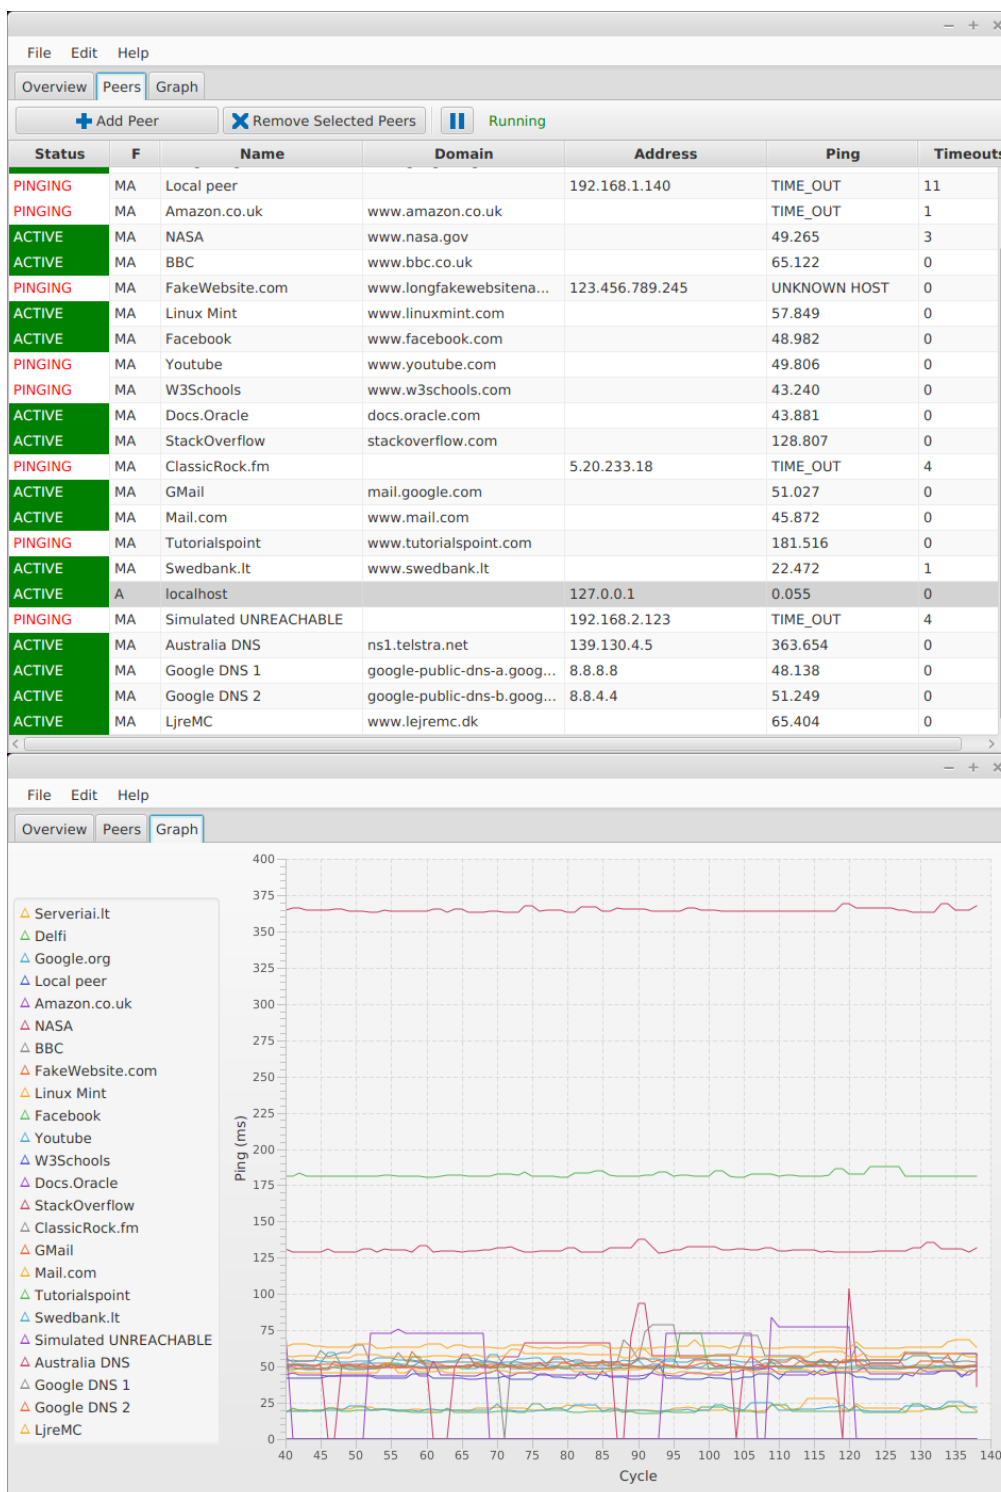 − + ×
File Edit Help
Overview Peers Graph
Add Peer Remove Selected Peers Running
Status F Name Domain Address Ping Timeouts
PINGING MA Local peer 192.168.1.140 TIME_OUT 11
PINGING MA Amazon.co.uk www.amazon.co.uk TIME_OUT 1
ACTIVE MA NASA www.nasa.gov 49.265 3
ACTIVE MA BBC www.bbc.co.uk 65.122 0
PINGING MA FakeWebsite.com www.longfakewebsitena... 123.456.789.245 UNKNOWN HOST 0
ACTIVE MA Linux Mint www.linuxmint.com 57.849 0
ACTIVE MA Facebook www.facebook.com 48.982 0
PINGING MA Youtube www.youtube.com 49.806 0
PINGING MA W3Schools www.w3schools.com 43.240 0
ACTIVE MA Docs.Oracle docs.oracle.com 43.881 0
ACTIVE MA StackOverflow stackoverflow.com 128.807 0
PINGING MA ClassicRock.fm 5.20.233.18 TIME_OUT 4
ACTIVE MA GMail mail.google.com 51.027 0
ACTIVE MA Mail.com www.mail.com 45.872 0
PINGING MA Tutorialspoint www.tutorialspoint.com 181.516 0
ACTIVE MA Swedbank.lt www.swedbank.lt 22.472 1
ACTIVE A localhost 127.0.0.1 0.055 0
PINGING MA Simulated UNREACHABLE 192.168.2.123 TIME_OUT 4
ACTIVE MA Australia DNS ns1.telstra.net 139.130.4.5 363.654 0
ACTIVE MA Google DNS 1 google-public-dns-a.goog... 8.8.8.8 48.138 0
ACTIVE MA Google DNS 2 google-public-dns-b.goog... 8.8.4.4 51.249 0
ACTIVE MA LjreMC www.lejremc.dk 65.404 0
− + ×
File Edit Help
Overview Peers Graph
Serveriai.lt
Delfi
Google.org
Local peer
Amazon.co.uk
NASA
BBC
FakeWebsite.com
Linux Mint
Facebook
Youtube
W3Schools
Docs.Oracle
StackOverflow
ClassicRock.fm
GMail
Mail.com
Tutorialspoint
Swedbank.lt
Simulated UNREACHABLE
Australia DNS
Google DNS 1
Google DNS 2
LjreMC
Ping (ms)
400
375
350
325
300
275
250
225
200
175
150
125
100
75
50
25
0
40 45 50 55 60 65 70 75 80 85 90 95 100 105 110 115 120 125 130 135 140
Cycle